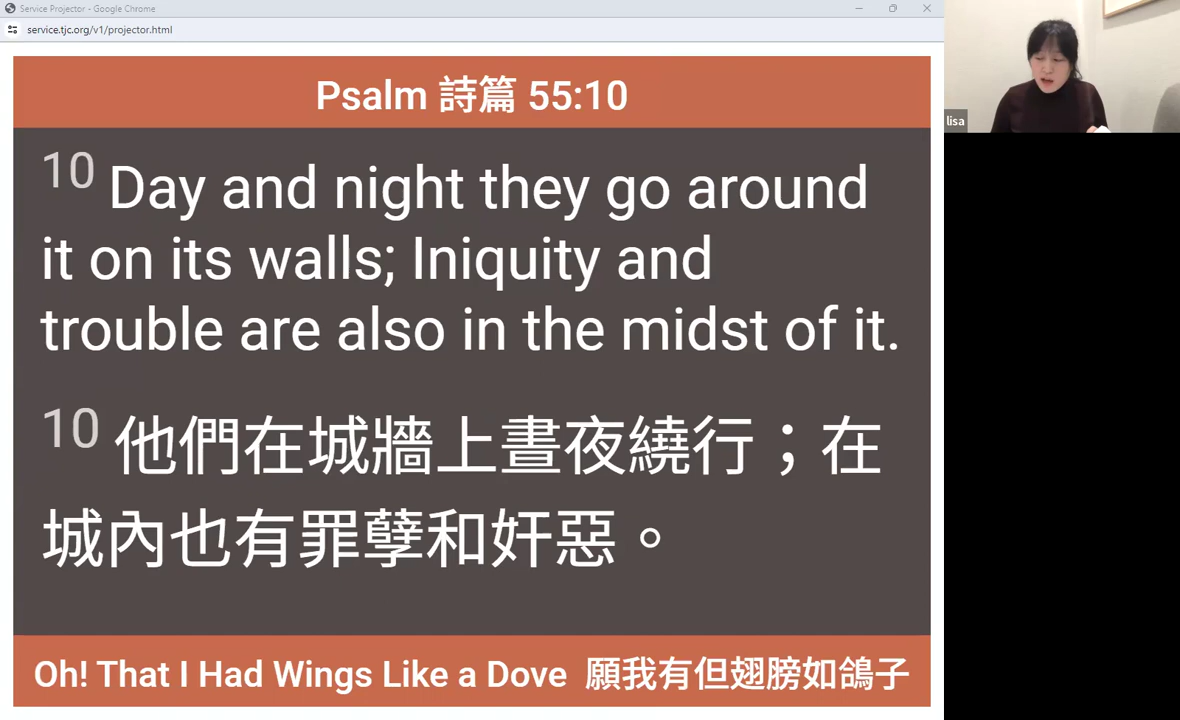 Service Projector - Google Chrome
service.tjc.org/v1/projector.html
Psalm 詩篇 55:10
10 Day and night they go around
it on its walls; Iniquity and
trouble are also in the midst of it.
10 他們在城牆上晝夜繞行；在
城內也有罪孽和奸惡。
Oh! That I Had Wings Like a Dove 願我有但翅膀如鴿子
lisa